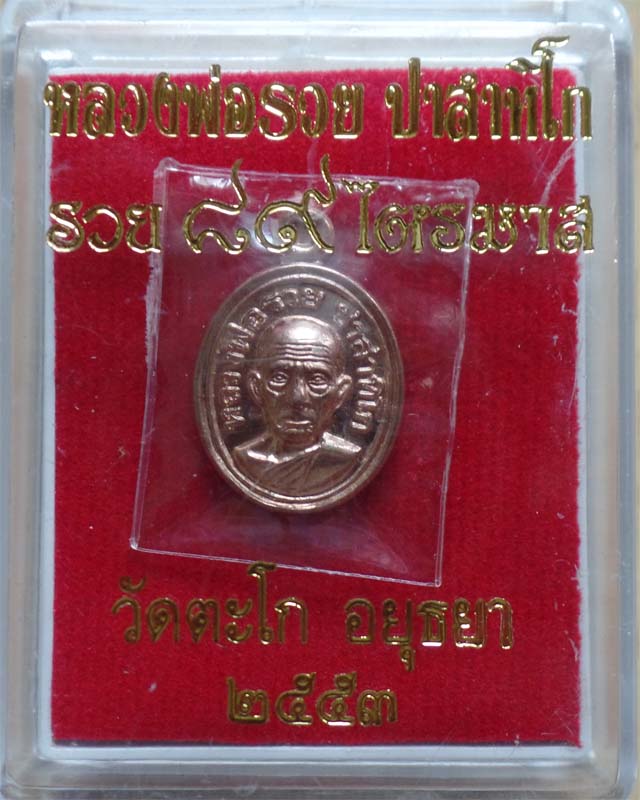 หลวงพ่อรวย ปาสาทิโก
รวย ๘๙ ไตรมาส
หลวงพ่อรวย ปาสาทิโก
วัดตะโก อยุธยา
๒๕๕๓